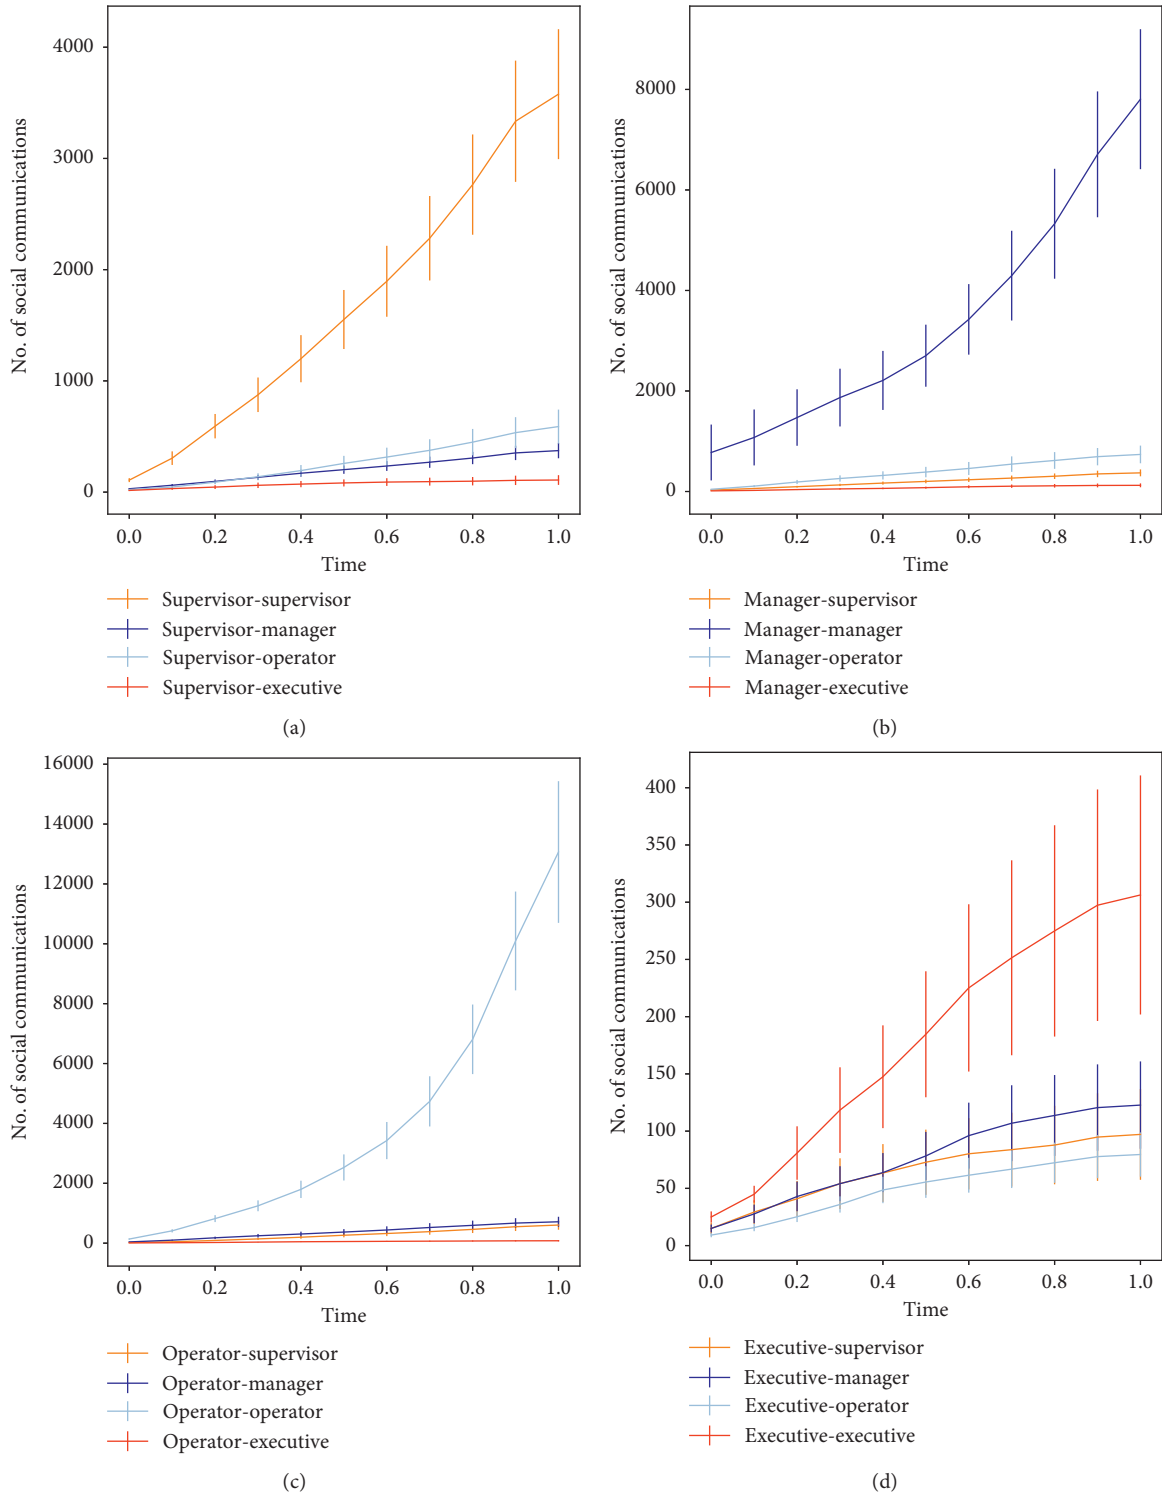 4000
3000
2000
1000
0
No. of social communications
0.0 0.2 0.4 0.6 0.8 1.0
Time
Supervisor-supervisor
Supervisor-manager
Supervisor-operator
Supervisor-executive
(a)
8000
6000
4000
2000
0
No. of social communications
0.0 0.2 0.4 0.6 0.8 1.0
Time
Manager-supervisor
Manager-manager
Manager-operator
Manager-executive
(b)
16000
14000
12000
10000
8000
6000
4000
2000
0
No. of social communications
0.0 0.2 0.4 0.6 0.8 1.0
Time
Operator-supervisor
Operator-manager
Operator-operator
Operator-executive
(c)
400
350
300
250
200
150
100
50
0
No. of social communications
0.0 0.2 0.4 0.6 0.8 1.0
Time
Executive-supervisor
Executive-manager
Executive-operator
Executive-executive
(d)